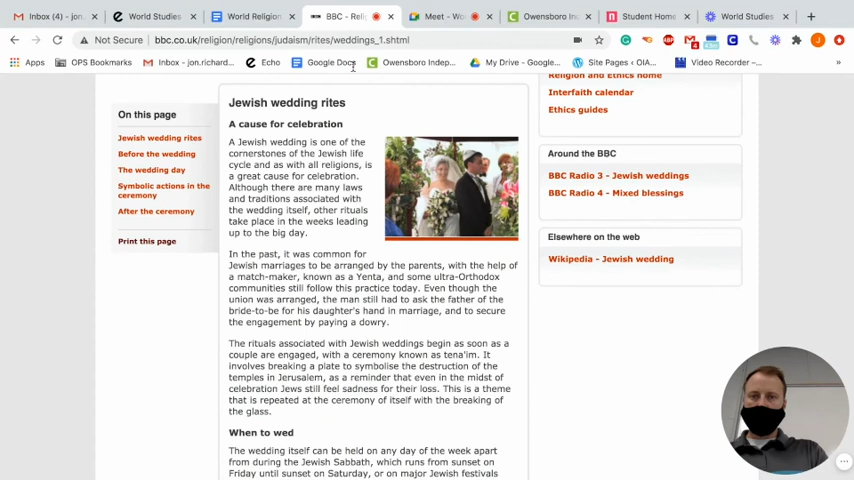 Inbox (4) - jon.
World Studies
World Religion
BBC - Reli
Meet - Wo
Owensboro In
Student Home
World Studies
Not Secure
bbc.co.uk/religion/religions/judaism/rites/weddings_1.shtml
Apps
OPS Bookmarks
Inbox - jon.richard...
Echo
Google Docs
Owensboro Indep...
My Drive - Google...
Site Pages ‹ OIA...
Video Recorder –...
»
On this page
Jewish wedding rites
Before the wedding
The wedding day
Symbolic actions in the
ceremony
After the ceremony
Print this page
Jewish wedding rites
A cause for celebration
A Jewish wedding is one of the
cornerstones of the Jewish life
cycle and as with all religions, is
a great cause for celebration.
Although there are many laws
and traditions associated with
the wedding itself, other rituals
take place in the weeks leading
up to the big day.
In the past, it was common for
Jewish marriages to be arranged by the parents, with the help of
a match-maker, known as a Yenta, and some ultra-Orthodox
communities still follow this practice today. Even though the
union was arranged, the man still had to ask the father of the
bride-to-be for his daughter's hand in marriage, and to secure
the engagement by paying a dowry.
The rituals associated with Jewish weddings begin as soon as a
couple are engaged, with a ceremony known as tena'im. It
involves breaking a plate to symbolise the destruction of the
temples in Jerusalem, as a reminder that even in the midst of
celebration Jews still feel sadness for their loss. This is a theme
that is repeated at the ceremony of itself with the breaking of
the glass.
When to wed
The wedding itself can be held on any day of the week apart
from during the Jewish Sabbath, which runs from sunset on
Friday until sunset on Saturday, or on major Jewish festivals
Religion and Ethics home
Interfaith calendar
Ethics guides
Around the BBC
BBC Radio 3 - Jewish weddings
BBC Radio 4 - Mixed blessings
Elsewhere on the web
Wikipedia - Jewish wedding